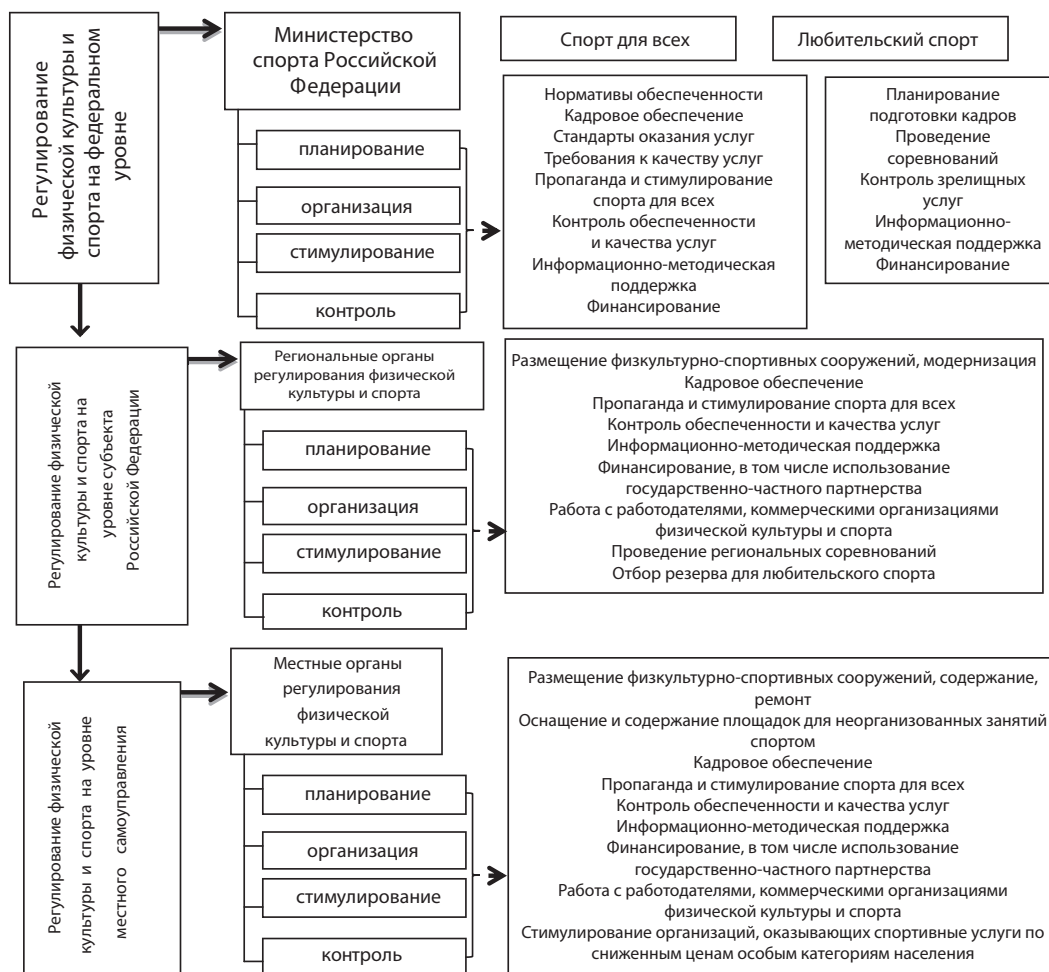 Регулирование
физической культуры и
спорта на федеральном
уровне
Министерство
спорта Российской
Федерации
планирование
организация
стимулирование
контроль
Спорт для всех
Любительский спорт
Нормативы обеспеченности
Кадровое обеспечение
Стандарты оказания услуг
Требования к качеству услуг
Пропаганда и стимулирование
спорта для всех
Контроль обеспеченности
и качества услуг
Информационно-методическая
поддержка
Финансирование
Планирование
подготовки кадров
Проведение
соревнований
Контроль зрелищных
услуг
Информационно-
методическая поддержка
Финансирование
Регулирование физической
культуры и спорта на
уровне субъекта
Российской Федерации
Региональные органы
регулирования физической
культуры и спорта
планирование
организация
стимулирование
контроль
Размещение физкультурно-спортивных сооружений, модернизация
Кадровое обеспечение
Пропаганда и стимулирование спорта для всех
Контроль обеспеченности и качества услуг
Информационно-методическая поддержка
Финансирование, в том числе использование
государственно-частного партнерства
Работа с работодателями, коммерческими организациями
физической культуры и спорта
Проведение региональных соревнований
Отбор резерва для любительского спорта
Регулирование физической
культуры и спорта на уровне
местного самоуправления
Местные органы
регулирования
физической
культуры и спорта
планирование
организация
стимулирование
контроль
Размещение физкультурно-спортивных сооружений, содержание,
ремонт
Оснащение и содержание площадок для неорганизованных занятий
спортом
Кадровое обеспечение
Пропаганда и стимулирование спорта для всех
Контроль обеспеченности и качества услуг
Информационно-методическая поддержка
Финансирование, в том числе использование
государственно-частного партнерства
Работа с работодателями, коммерческими организациями
физической культуры и спорта
Стимулирование организаций, оказывающих спортивные услуги по
сниженным ценам особым категориям населения